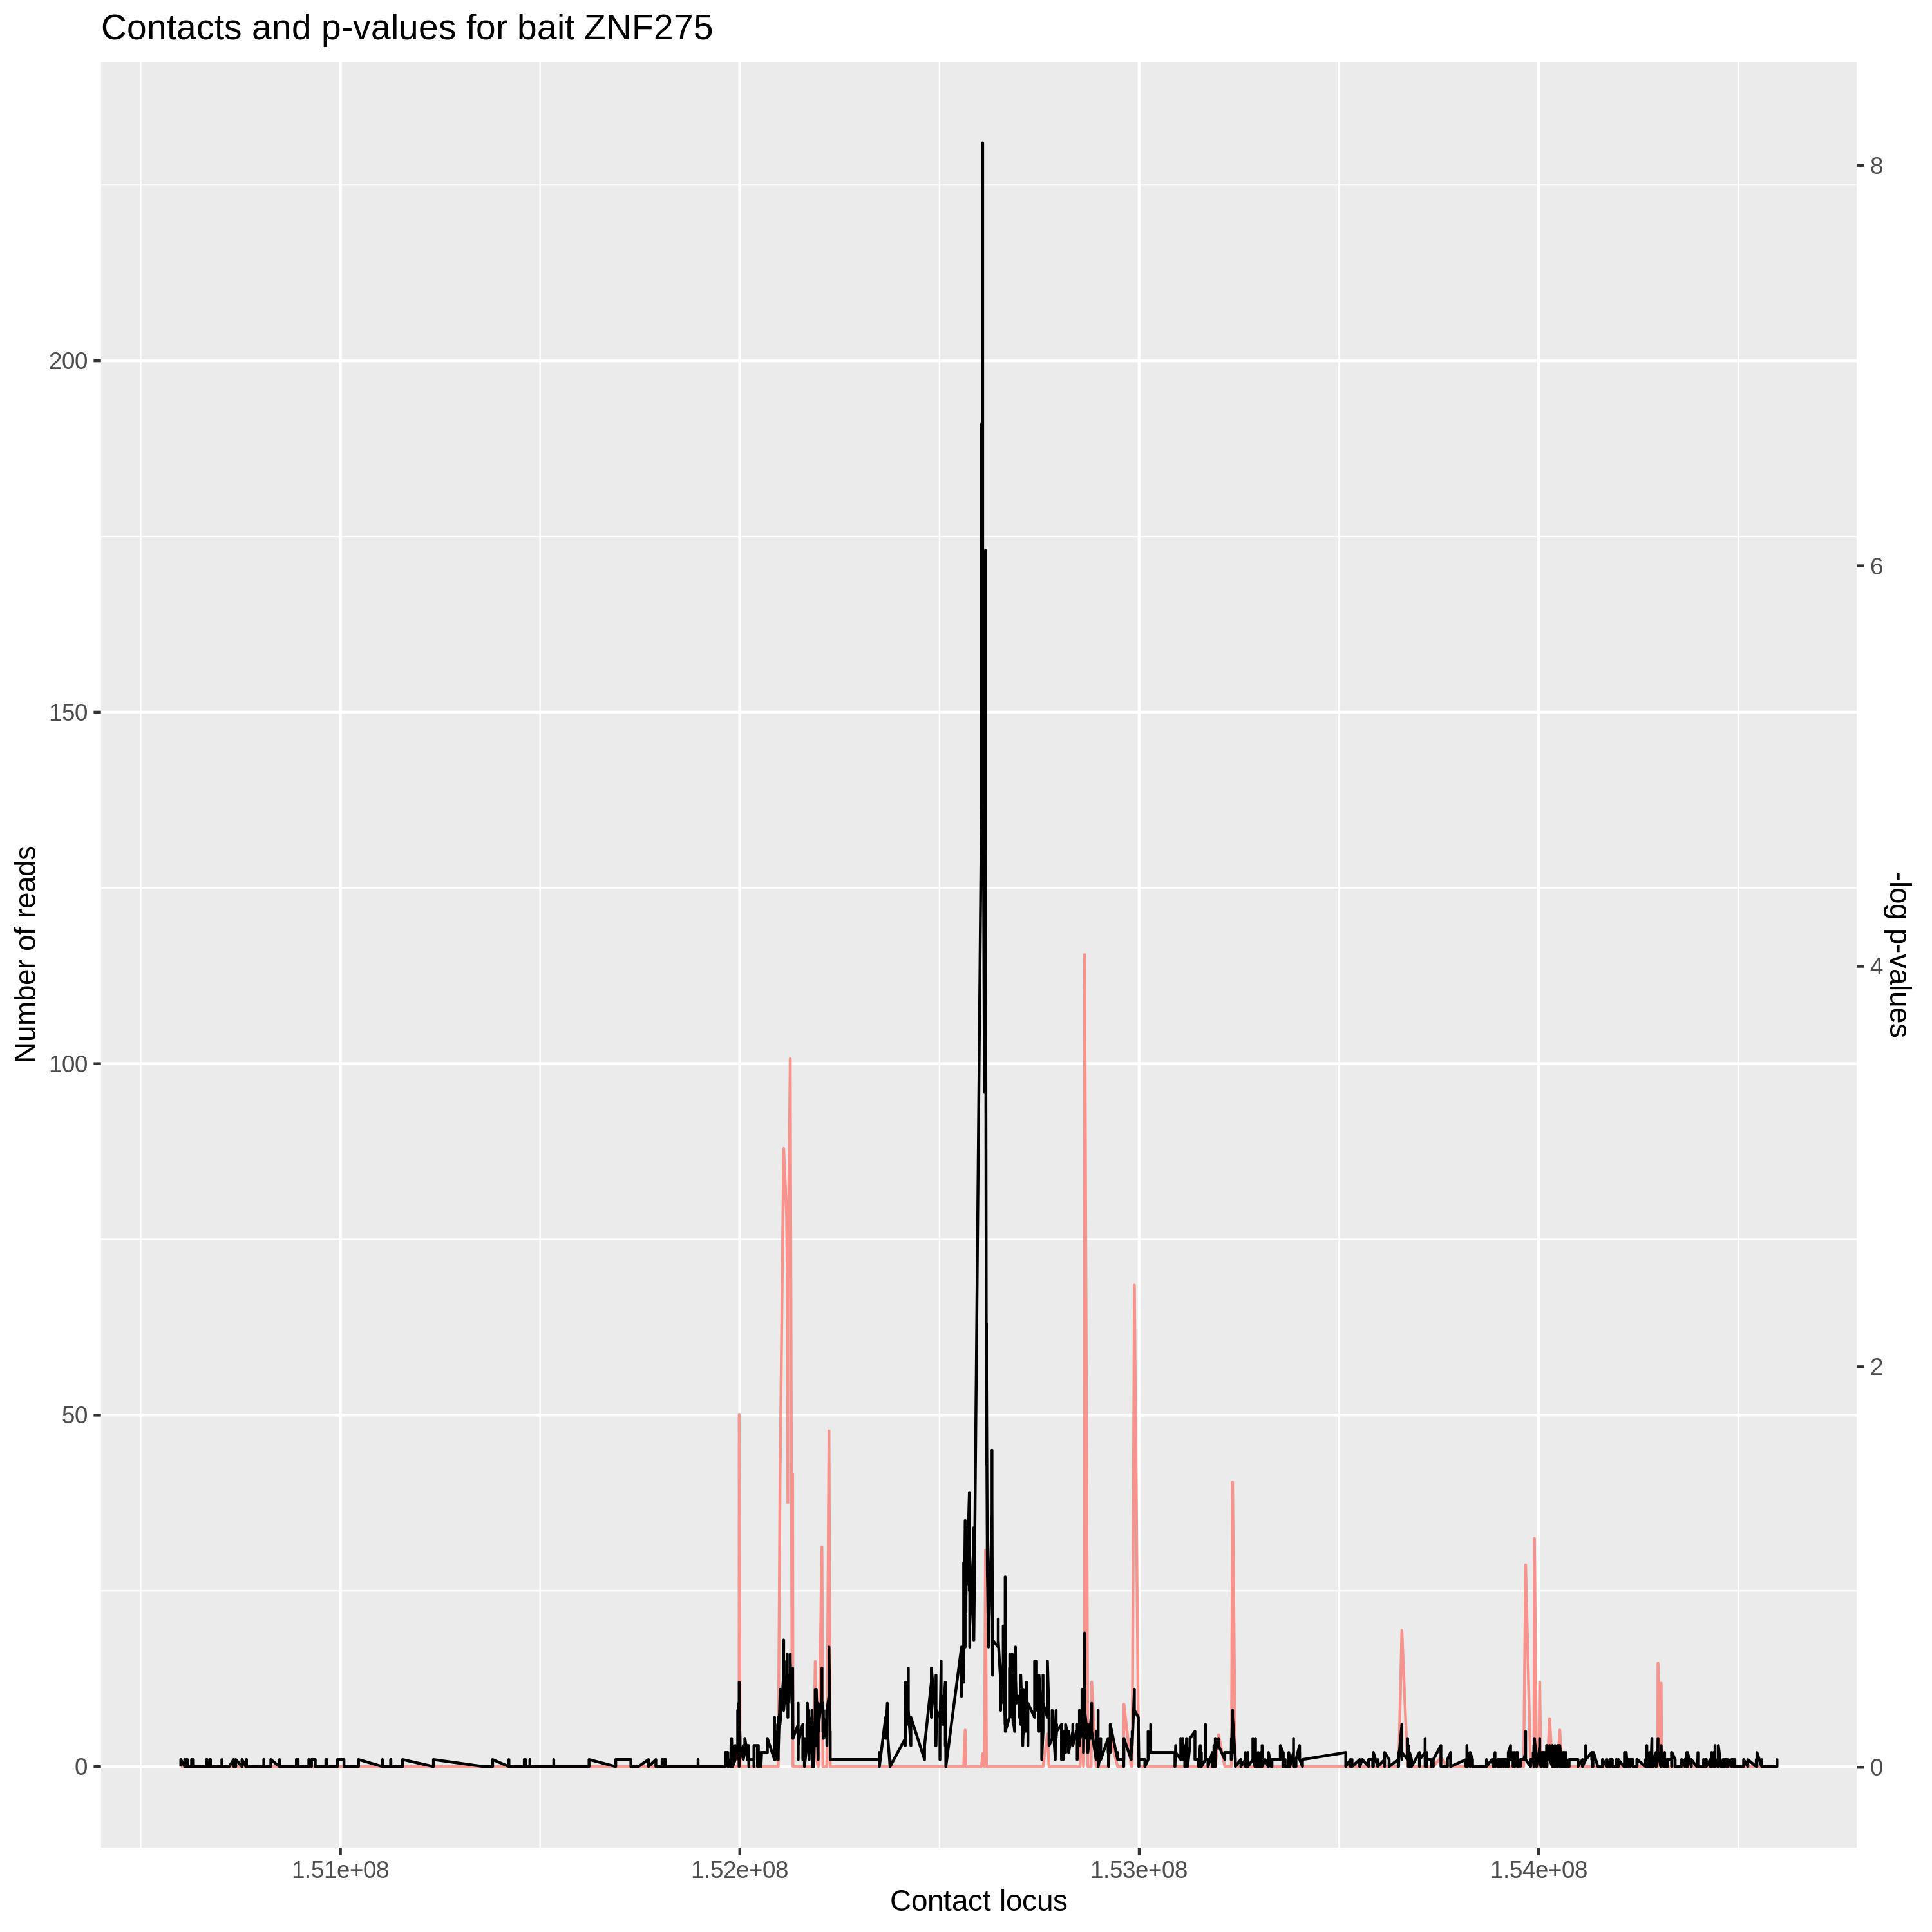 Contacts and p-values for bait ZNF275
Number of reads
200
150
100
50
0
8
6
4
2
0
-log p-values
1.51e+08
1.52e+08
1.53e+08
1.54e+08
Contact locus